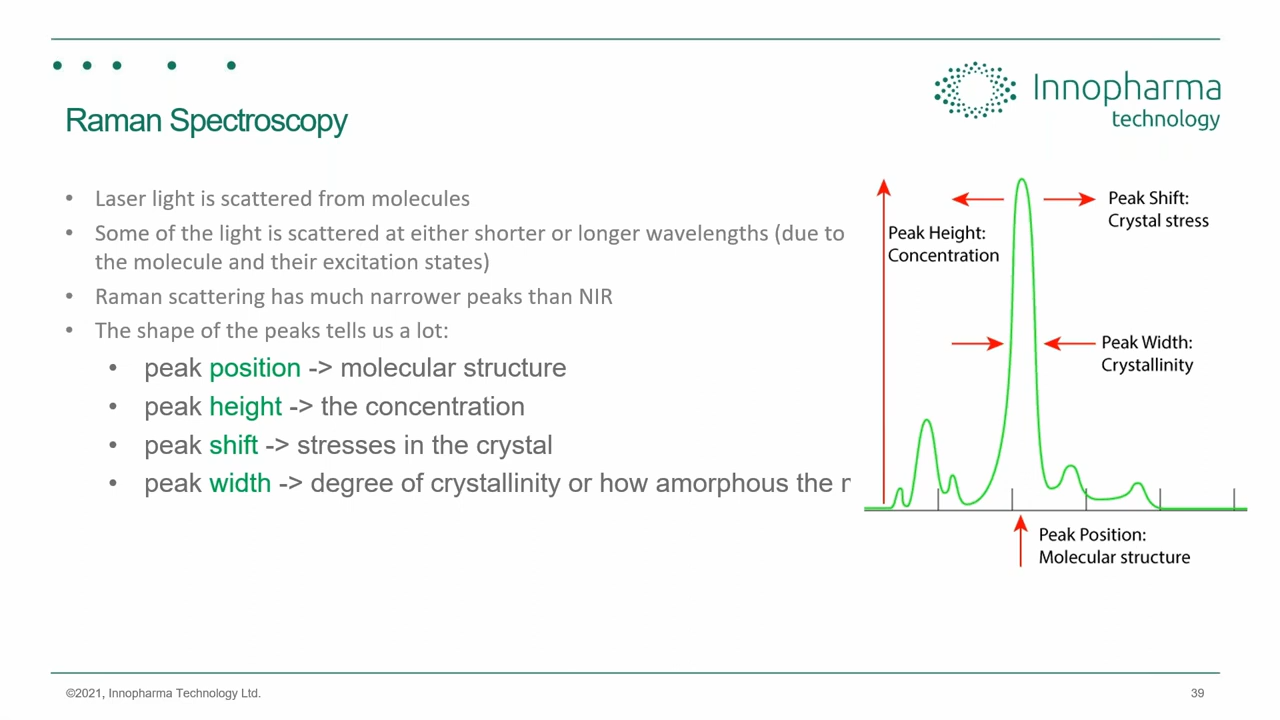 Innopharma
technology
Raman Spectroscopy
• Laser light is scattered from molecules
• Some of the light is scattered at either shorter or longer wavelengths (due to
the molecule and their excitation states)
• Raman scattering has much narrower peaks than NIR
• The shape of the peaks tells us a lot:
• peak position -> molecular structure
• peak height -> the concentration
• peak shift -> stresses in the crystal
• peak width -> degree of crystallinity or how amorphous the
Peak Shift:
Crystal stress
Peak Height:
Concentration
Peak Width:
Crystallinity
Peak Position:
Molecular structure
©2021, Innopharma Technology Ltd.
39